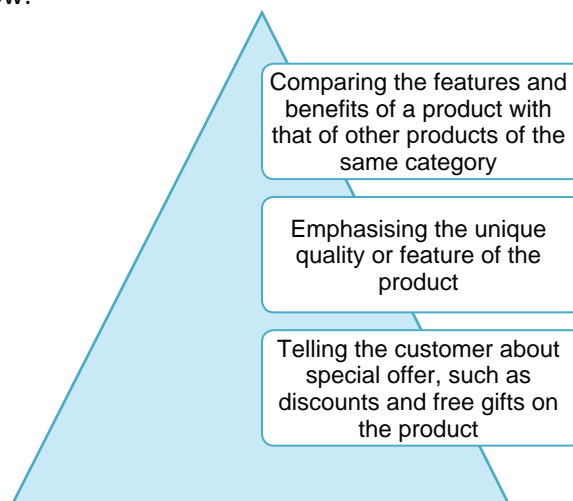 Comparing the features and
benefits of a product with
that of other products of the
same category
Emphasising the unique
quality or feature of the
product
Telling the customer about
special offer, such as
discounts and free gifts on
the product